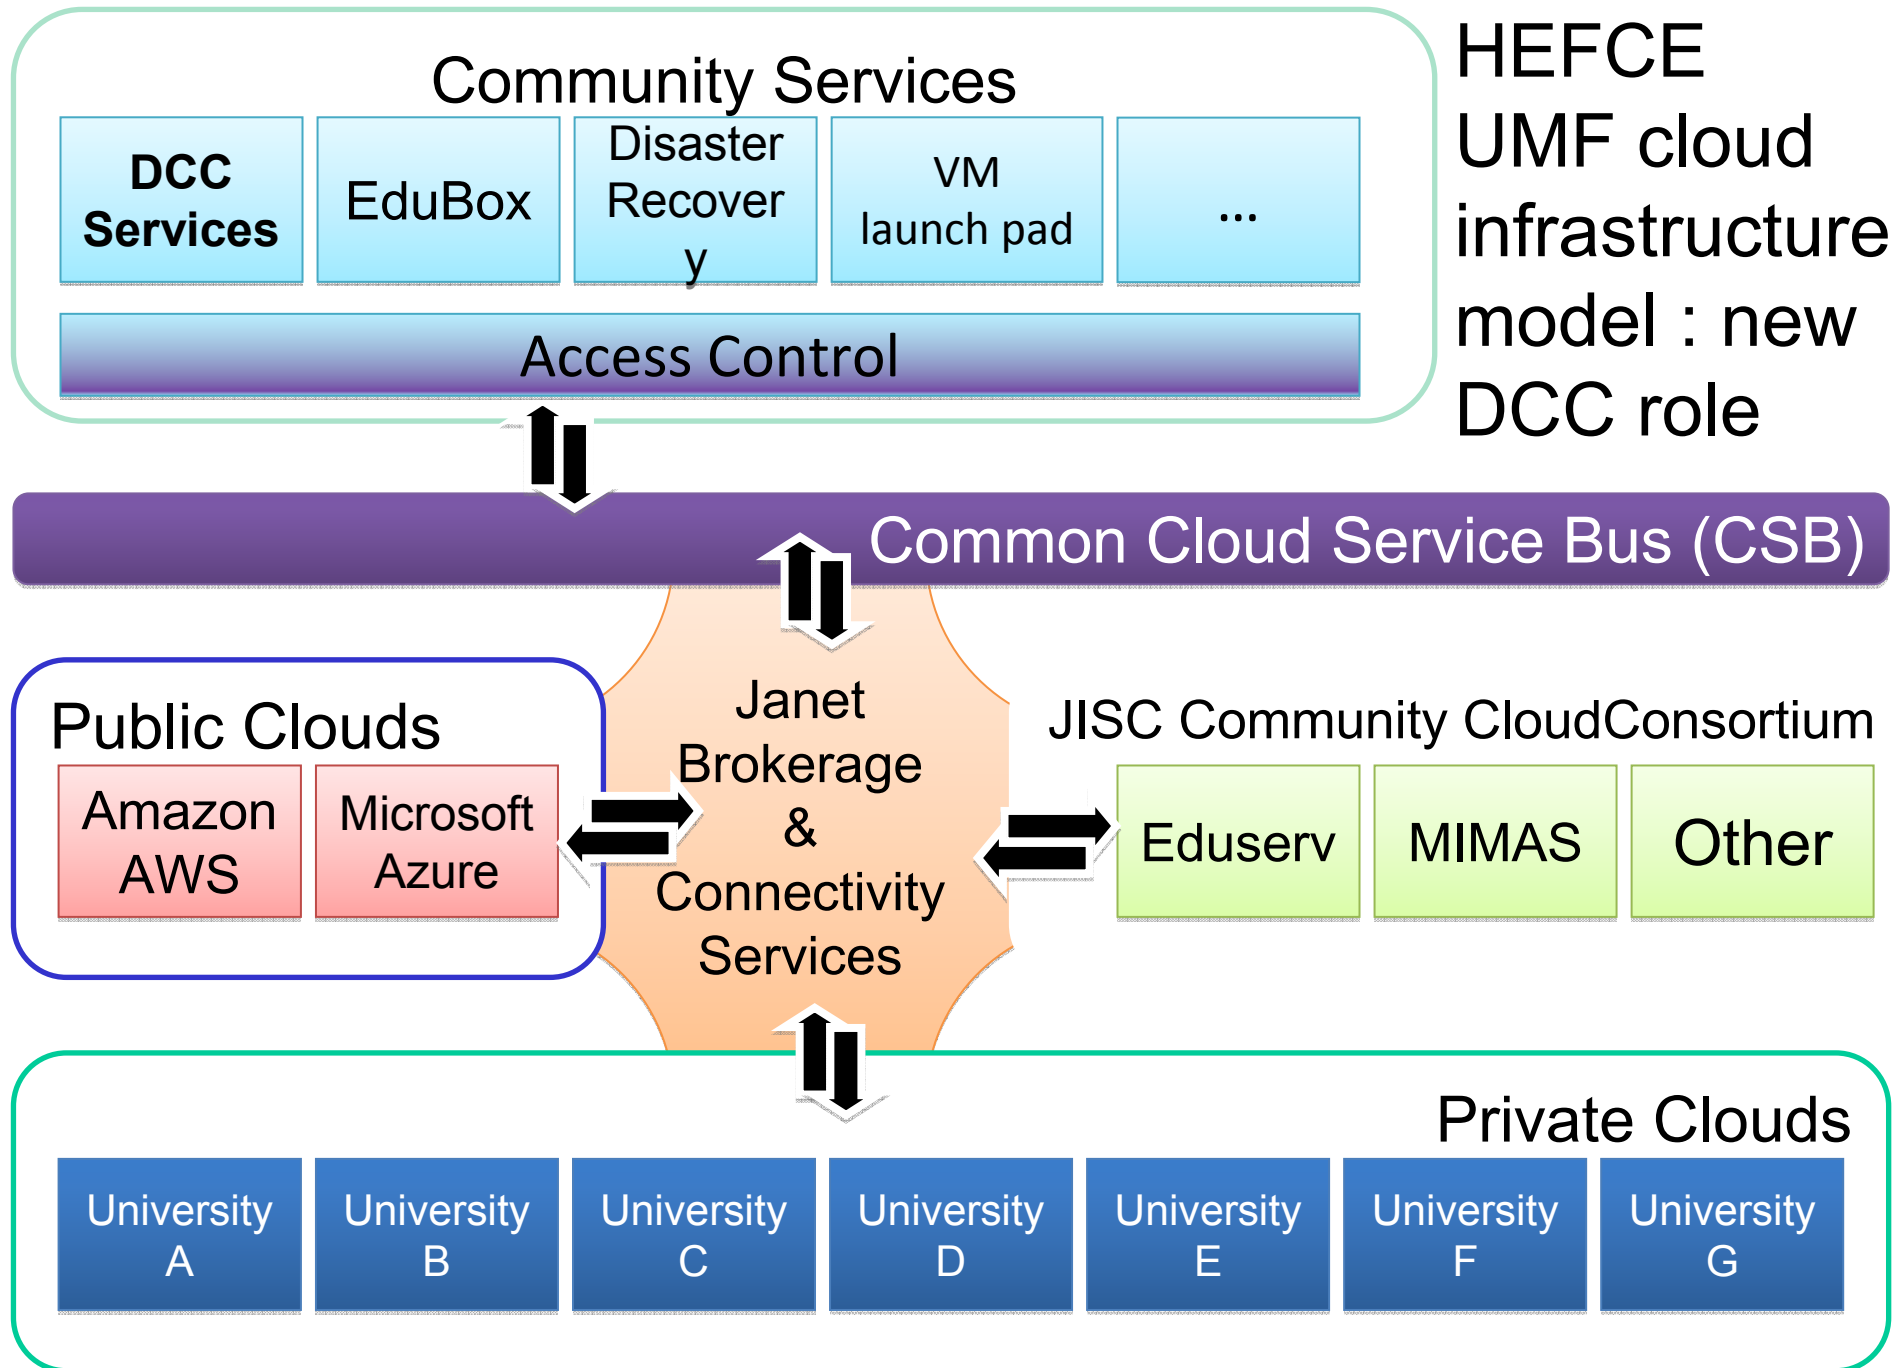 HEFCE
UMF cloud
infrastructure
model : new
DCC role
Community Services
DCC
Services
EduBox
Disaster
Recover
y
VM
launch pad
...
Access Control
Common Cloud Service Bus (CSB)
Public Clouds
Amazon
AWS
Microsoft
Azure
Janet
Brokerage
&
Connectivity
Services
JISC Community CloudConsortium
Eduserv
MIMAS
Other
Private Clouds
University
A
University
B
University
C
University
D
University
E
University
F
University
G